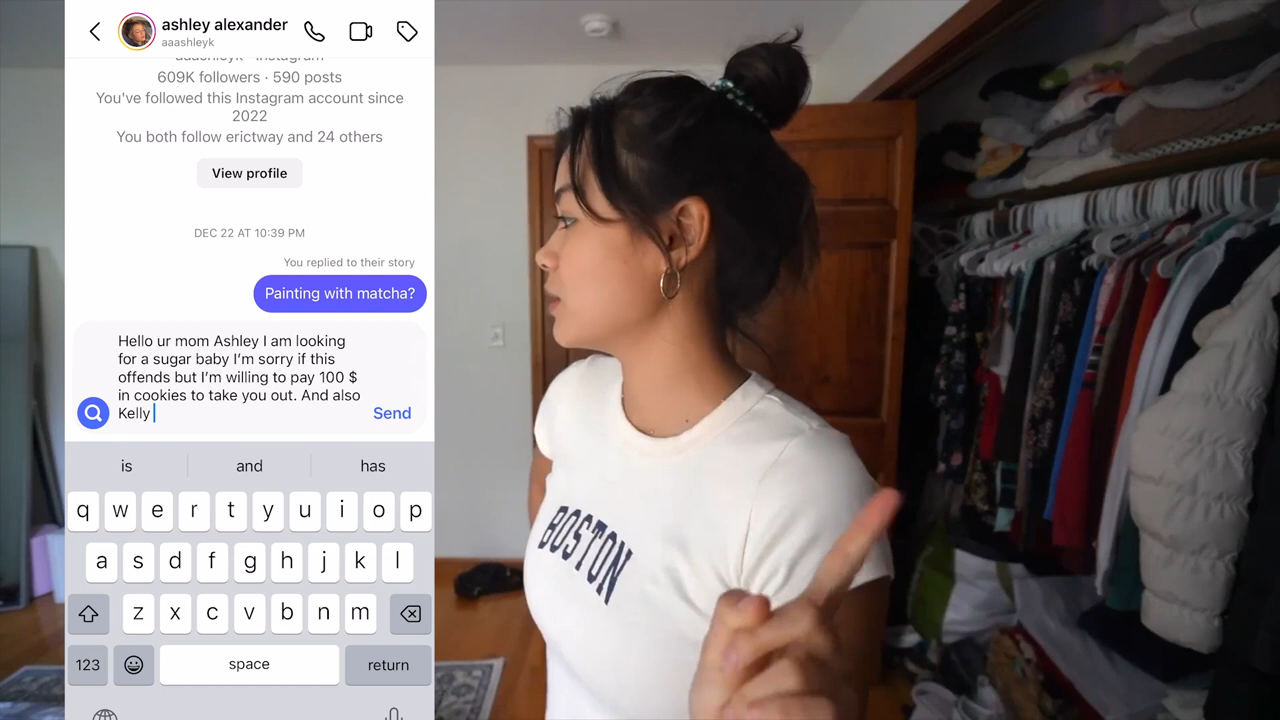 ashley alexander
aaashleyk
aaashleyk · Instagram
609K followers · 590 posts
You've followed this Instagram account since
2022
You both follow erictway and 24 others
View profile
DEC 22 AT 10:39 PM
You replied to their story
Painting with matcha?
Hello ur mom Ashley I am looking
for a sugar baby I'm sorry if this
offends but I'm willing to pay 100 $
in cookies to take you out. And also
Kelly
Send
is and has
q w e r t y u i o p
a s d f g h j k l
z x c v b n m
123 space return
BOSTON